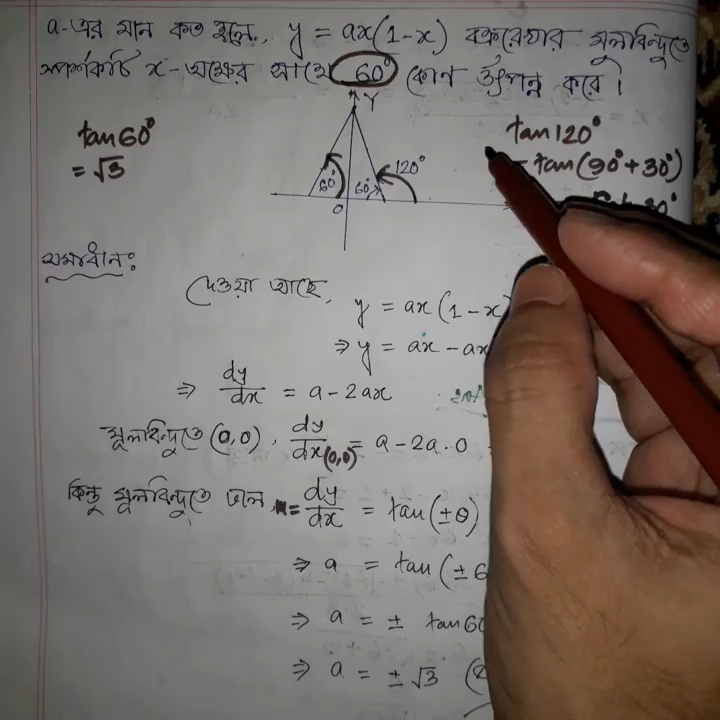 a-এর মান কত হলে, y = ax(1-x) বক্ররেখার মূলবিন্দুতে
স্পর্শকটি x-অক্ষের সাথে 60° কোণ উৎপন্ন করে।
tan60°
= √3
Y
60°
60°
120°
O
tan120°
= tan(90°+30°)
সমাধান:
দেওয়া আছে,
y = ax(1-x)
⇒ y = ax - ax
⇒ dy/dx = a - 2ax
মূলবিন্দুতে (0,0), dy/dx(0,0) = a - 2a.0
কিন্তু মূলবিন্দুতে ঢাল, m = dy/dx = tan(±θ)
⇒ a = tan(±6
⇒ a = ± tan60
⇒ a = ±√3